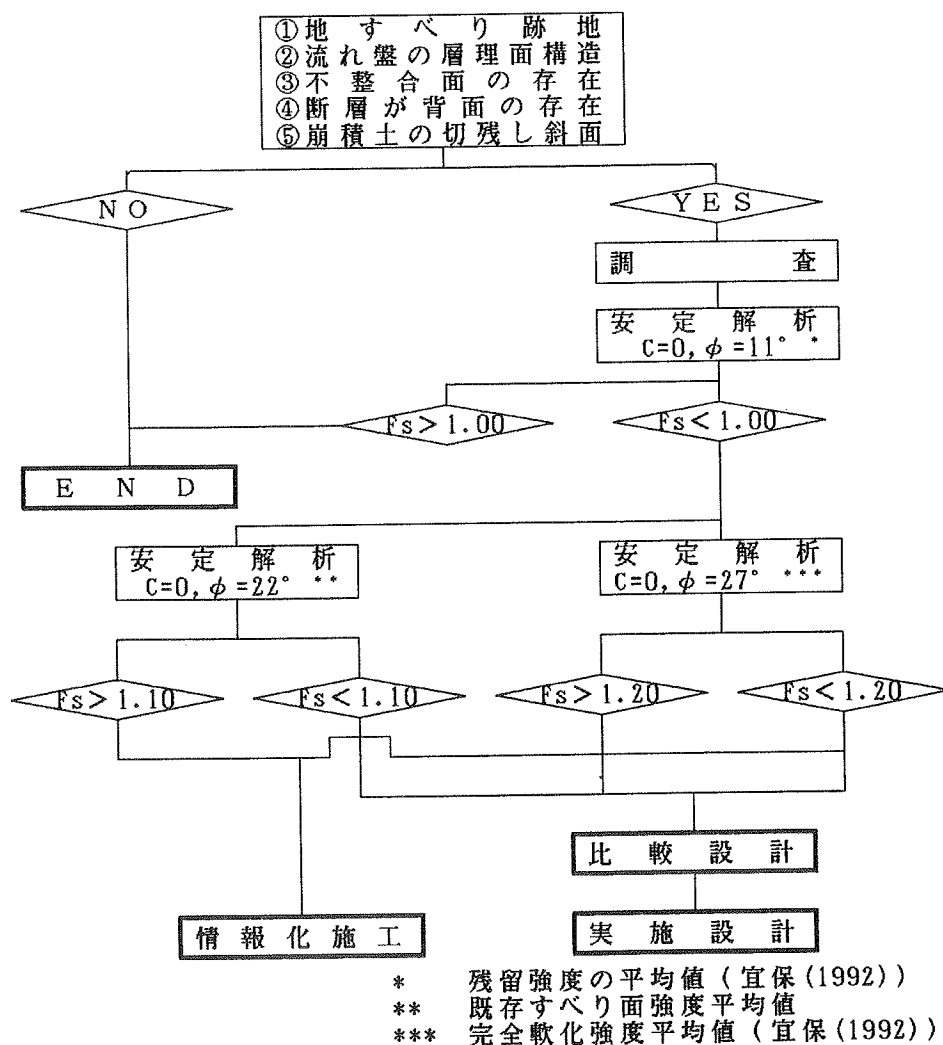 ①地すべり跡地
②流れ盤の層理面構造
③不整合面の存在
④断層が背面の存在
⑤崩積土の切残し斜面
NO
YES
調査
安定解析
C=0,φ=11° *
Fs>1.00
Fs<1.00
END
安定解析
C=0,φ=22° **
安定解析
C=0,φ=27° ***
Fs>1.10
Fs<1.10
Fs>1.20
Fs<1.20
比較設計
情報化施工
実施設計
* 残留強度の平均値(宜保(1992))
** 既存すべり面強度平均値
*** 完全軟化強度平均値(宜保(1992))